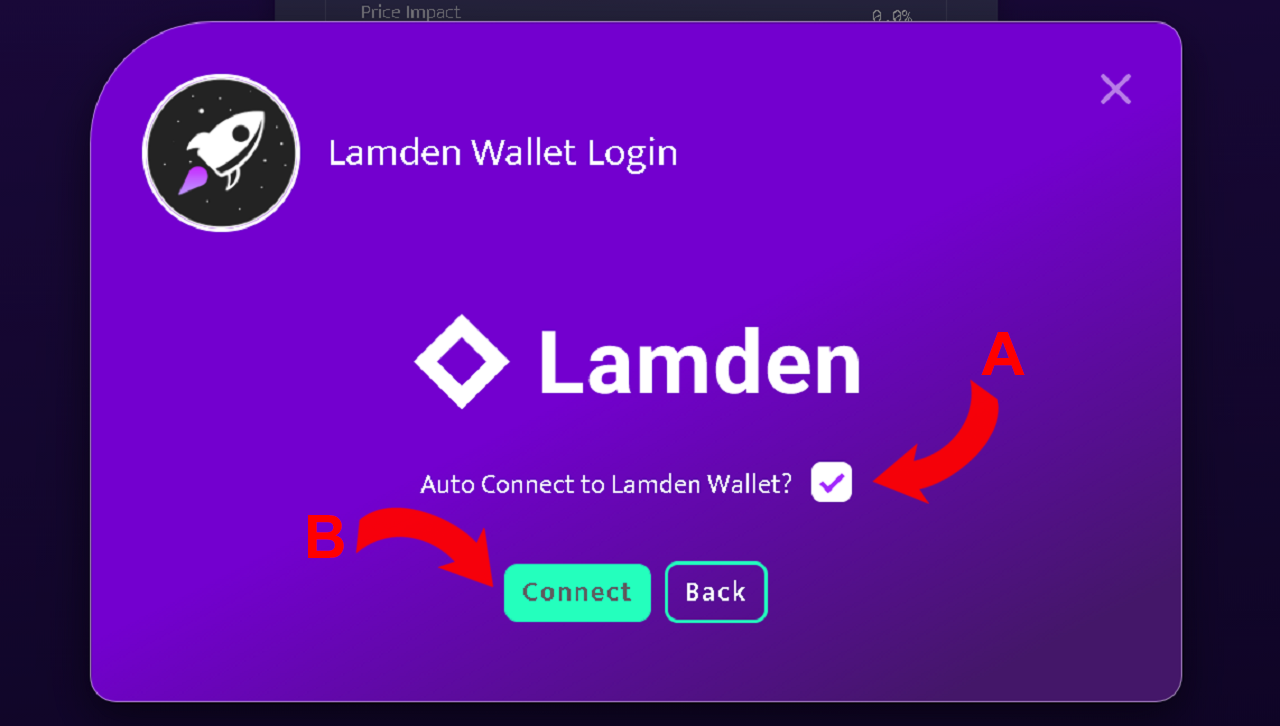 Price Impact 0.0%
Lamden Wallet Login
Lamden
A
Auto Connect to Lamden Wallet?
B
Connect Back